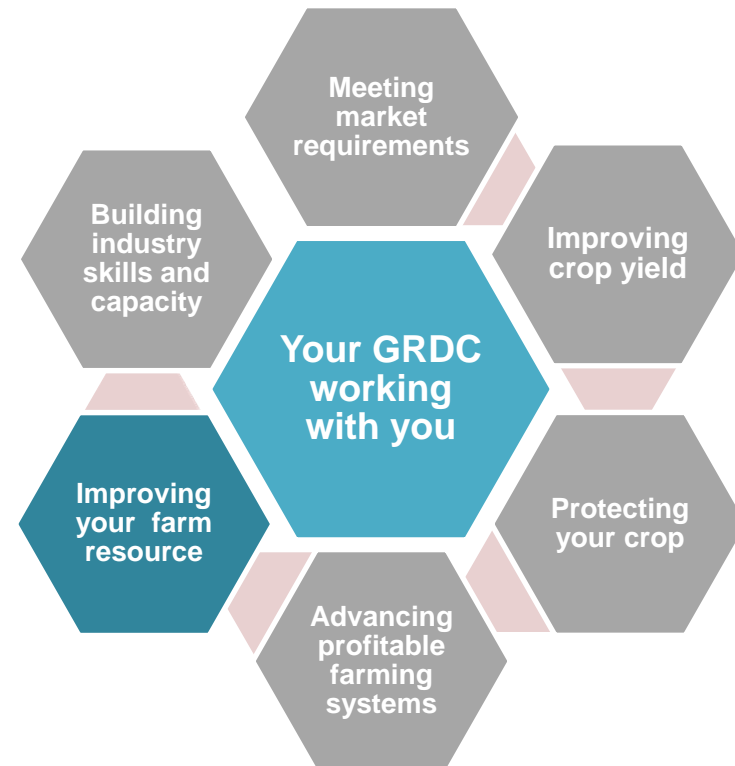 Meeting
market
requirements
Building
industry
skills and
capacity
Improving
crop yield
Your GRDC
working
with you
Improving
your farm
resource
Protecting
your crop
Advancing
profitable
farming
systems